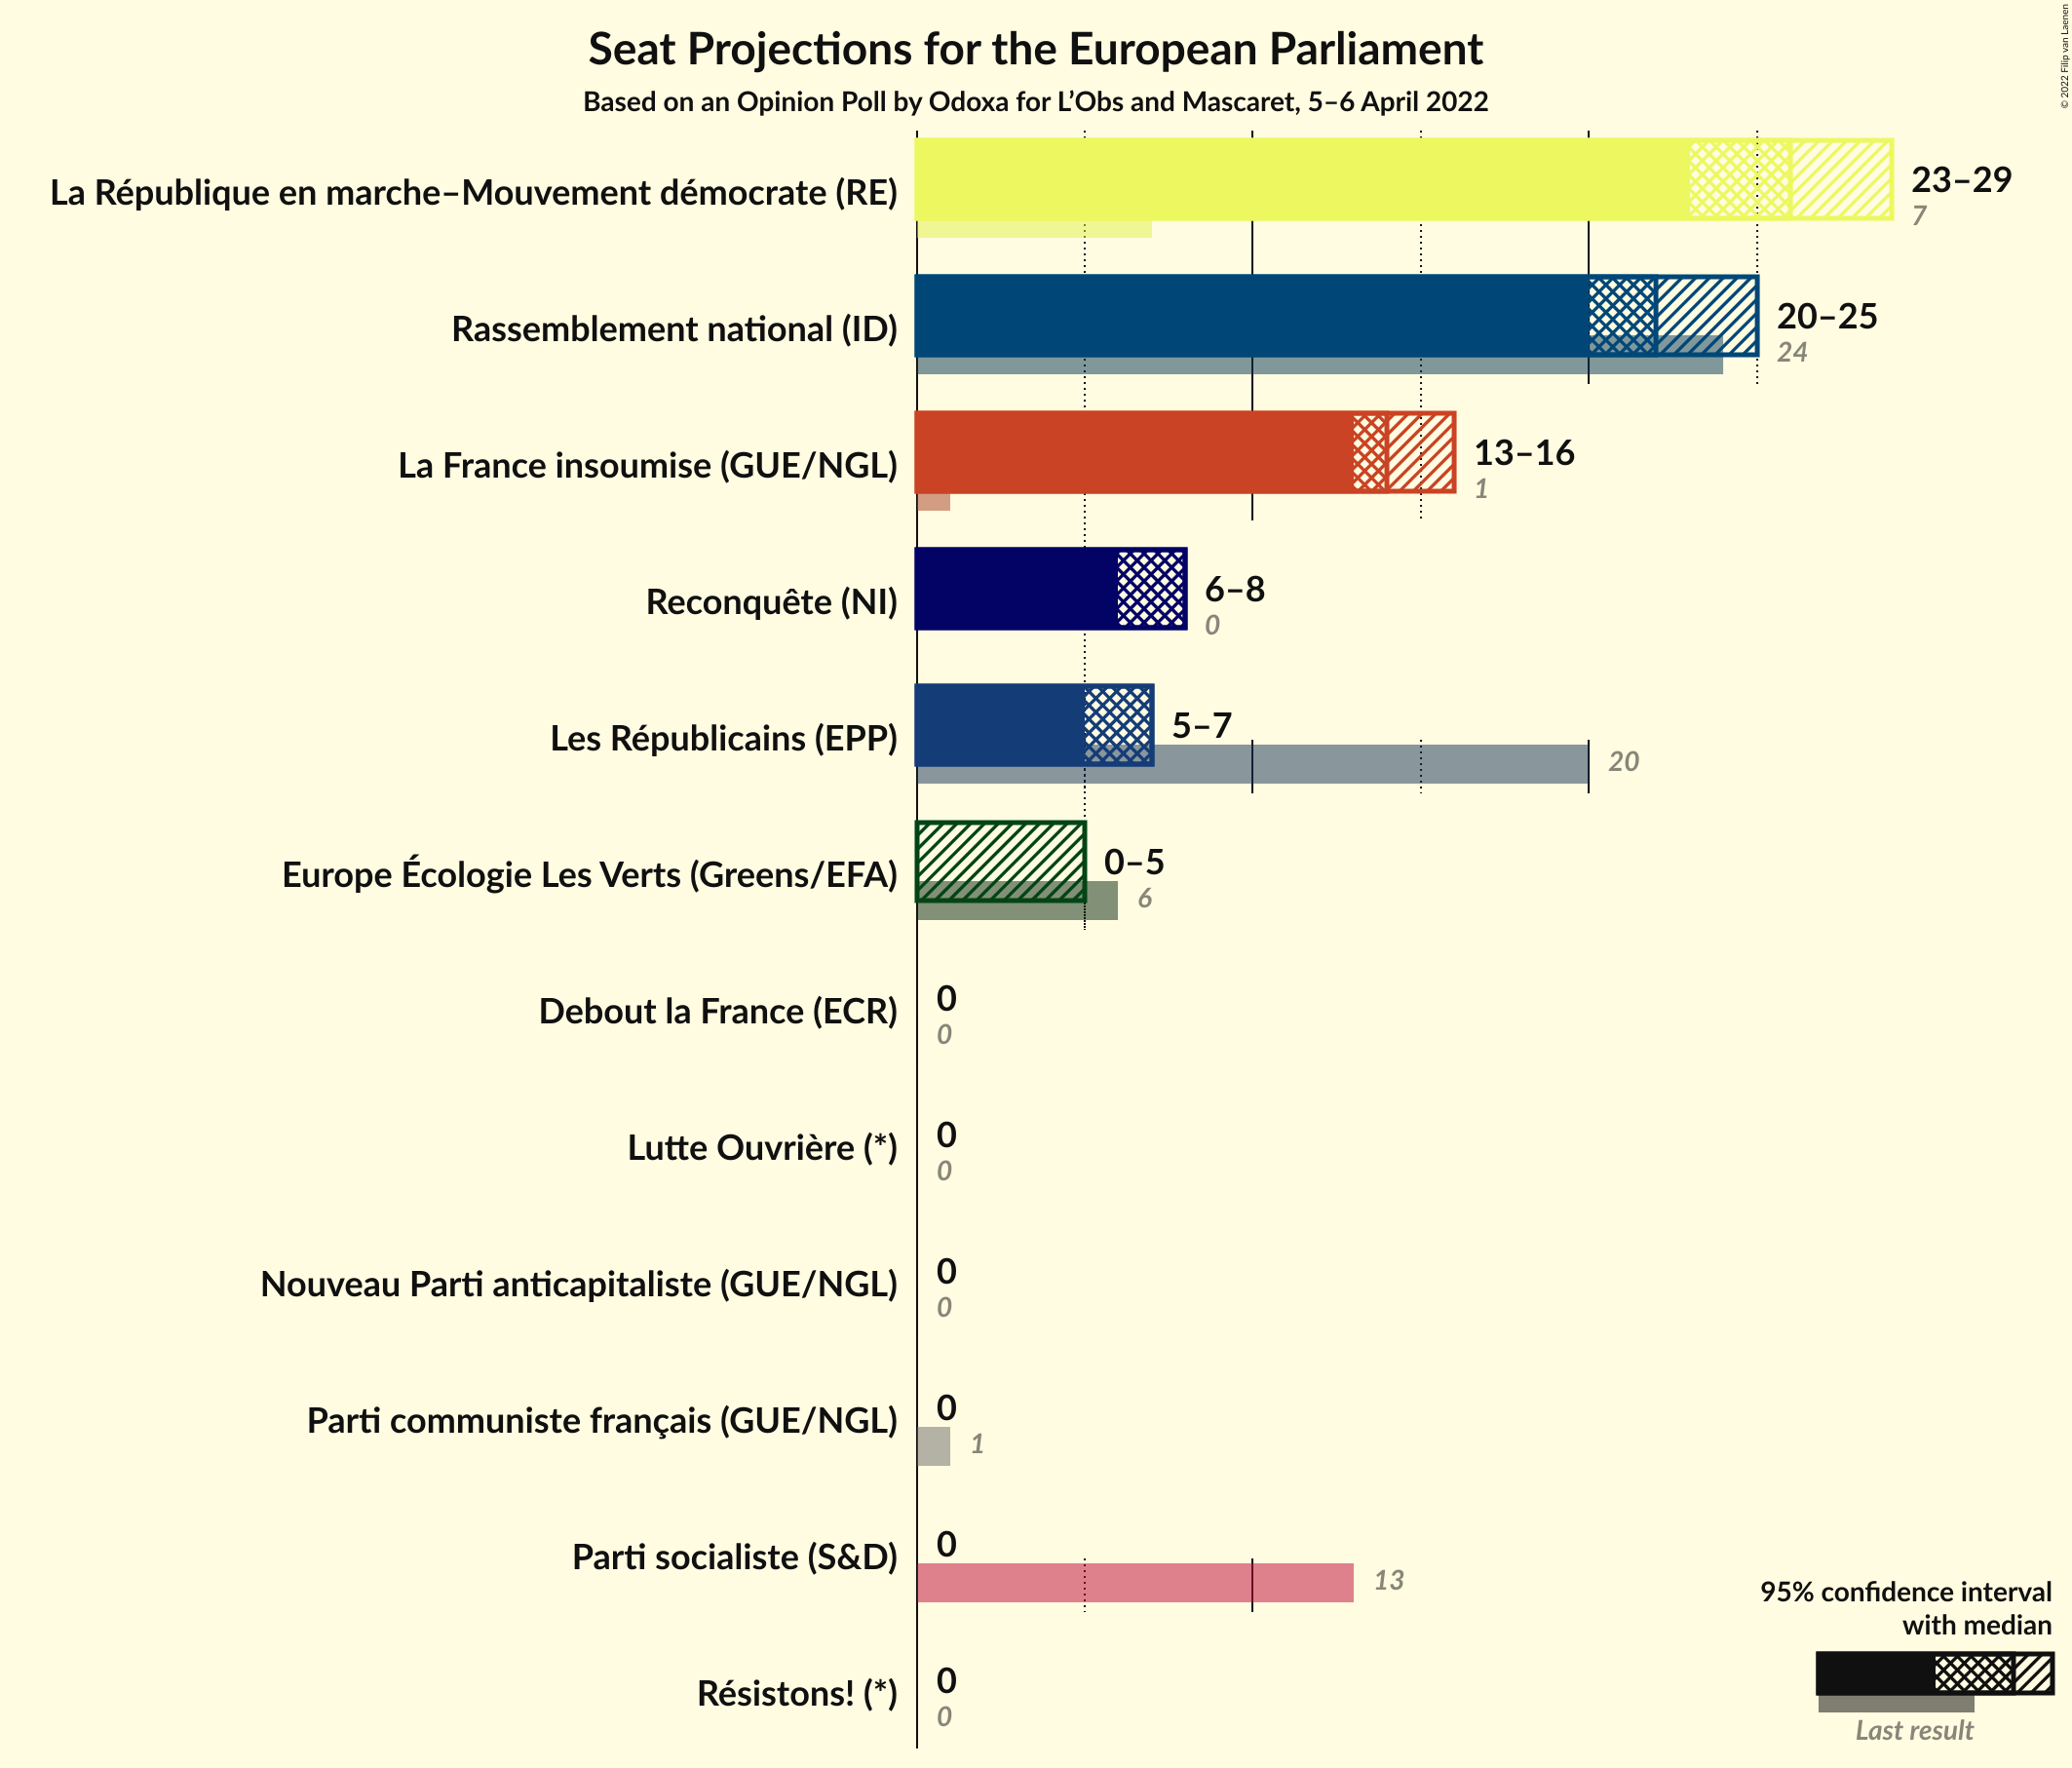 Seat Projections for the European Parliament
Based on an Opinion Poll by Odoxa for L’Obs and Mascaret, 5–6 April 2022
© 2022 Filip van Laenen
La République en marche–Mouvement démocrate (RE)
23–29
7
Rassemblement national (ID)
20–25
24
La France insoumise (GUE/NGL)
13–16
1
Reconquête (NI)
6–8
0
Les Républicains (EPP)
5–7
20
Europe Écologie Les Verts (Greens/EFA)
0–5
6
Debout la France (ECR)
0
0
Lutte Ouvrière (*)
0
0
Nouveau Parti anticapitaliste (GUE/NGL)
0
0
Parti communiste français (GUE/NGL)
0
1
Parti socialiste (S&D)
0
13
Résistons! (*)
0
0
95% confidence interval
with median
Last result